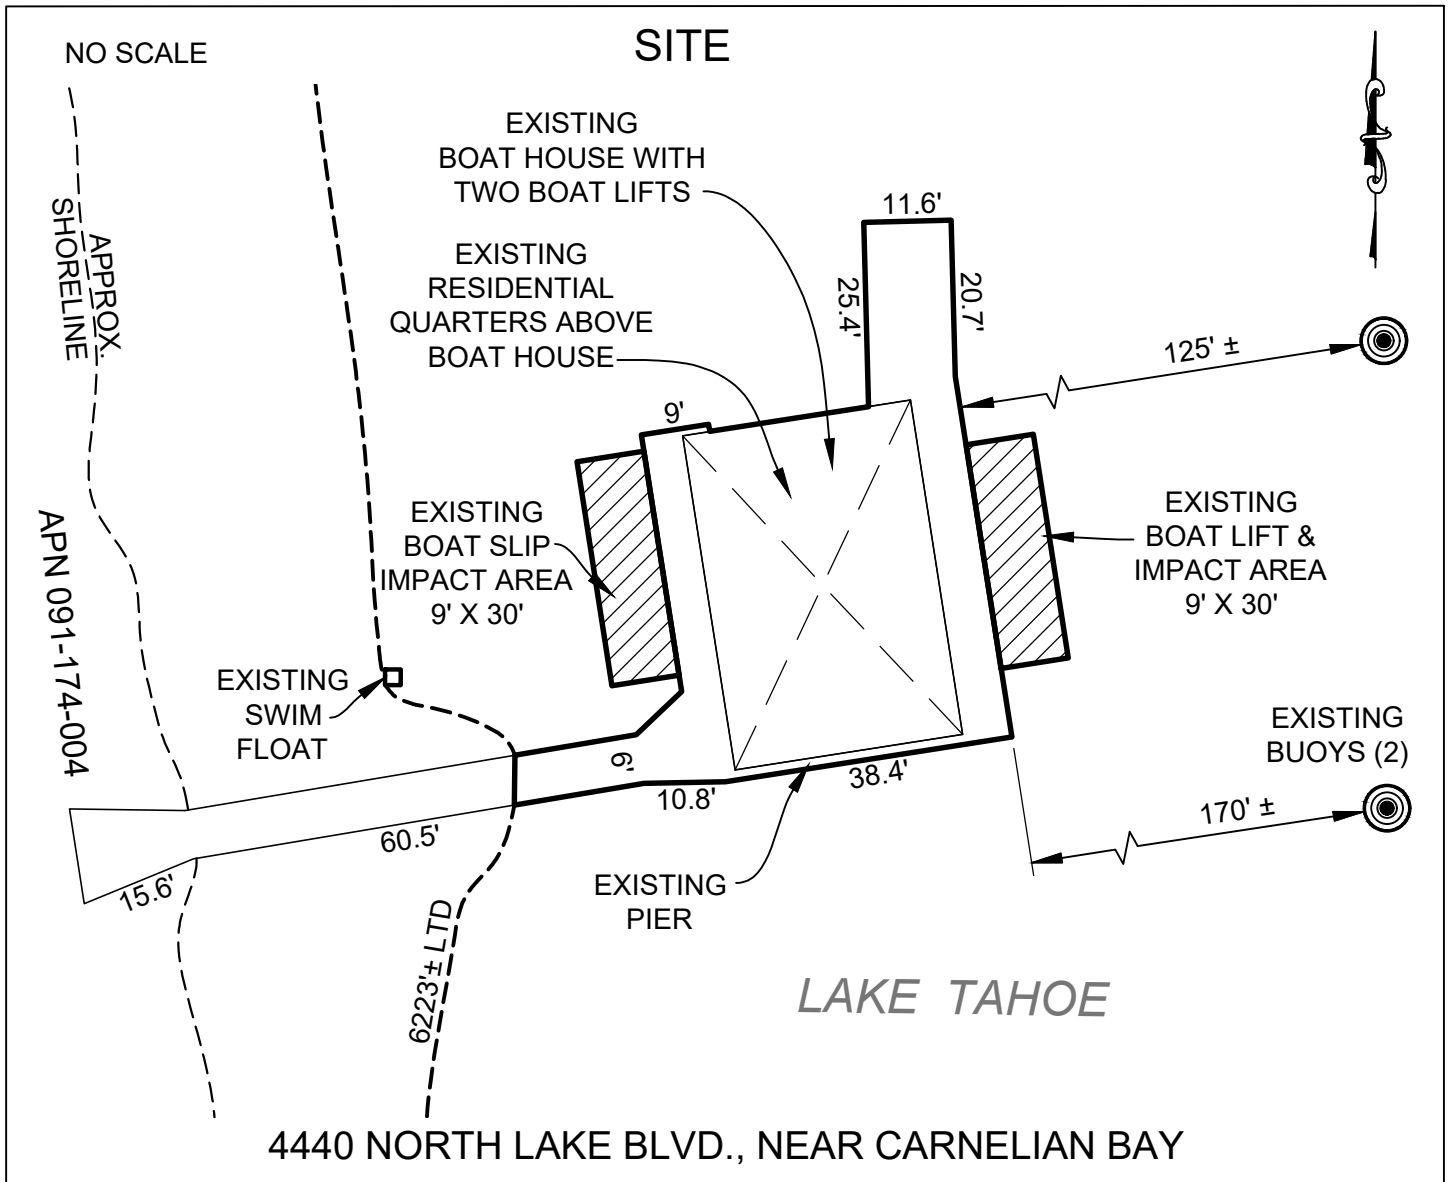 NO SCALE
SITE
EXISTING
BOAT HOUSE WITH
TWO BOAT LIFTS
EXISTING
RESIDENTIAL
QUARTERS ABOVE
BOAT HOUSE
11.6'
25.4'
20.7'
125' ±
APPROX.
SHORELINE
9'
EXISTING
BOAT SLIP
IMPACT AREA
9' X 30'
EXISTING
BOAT LIFT &
IMPACT AREA
9' X 30'
APN 091-174-004
EXISTING
SWIM
FLOAT
6'
10.8'
38.4'
60.5'
15.6'
EXISTING
BUOYS (2)
170' ±
EXISTING
PIER
6223'± LTD
LAKE TAHOE
4440 NORTH LAKE BLVD., NEAR CARNELIAN BAY